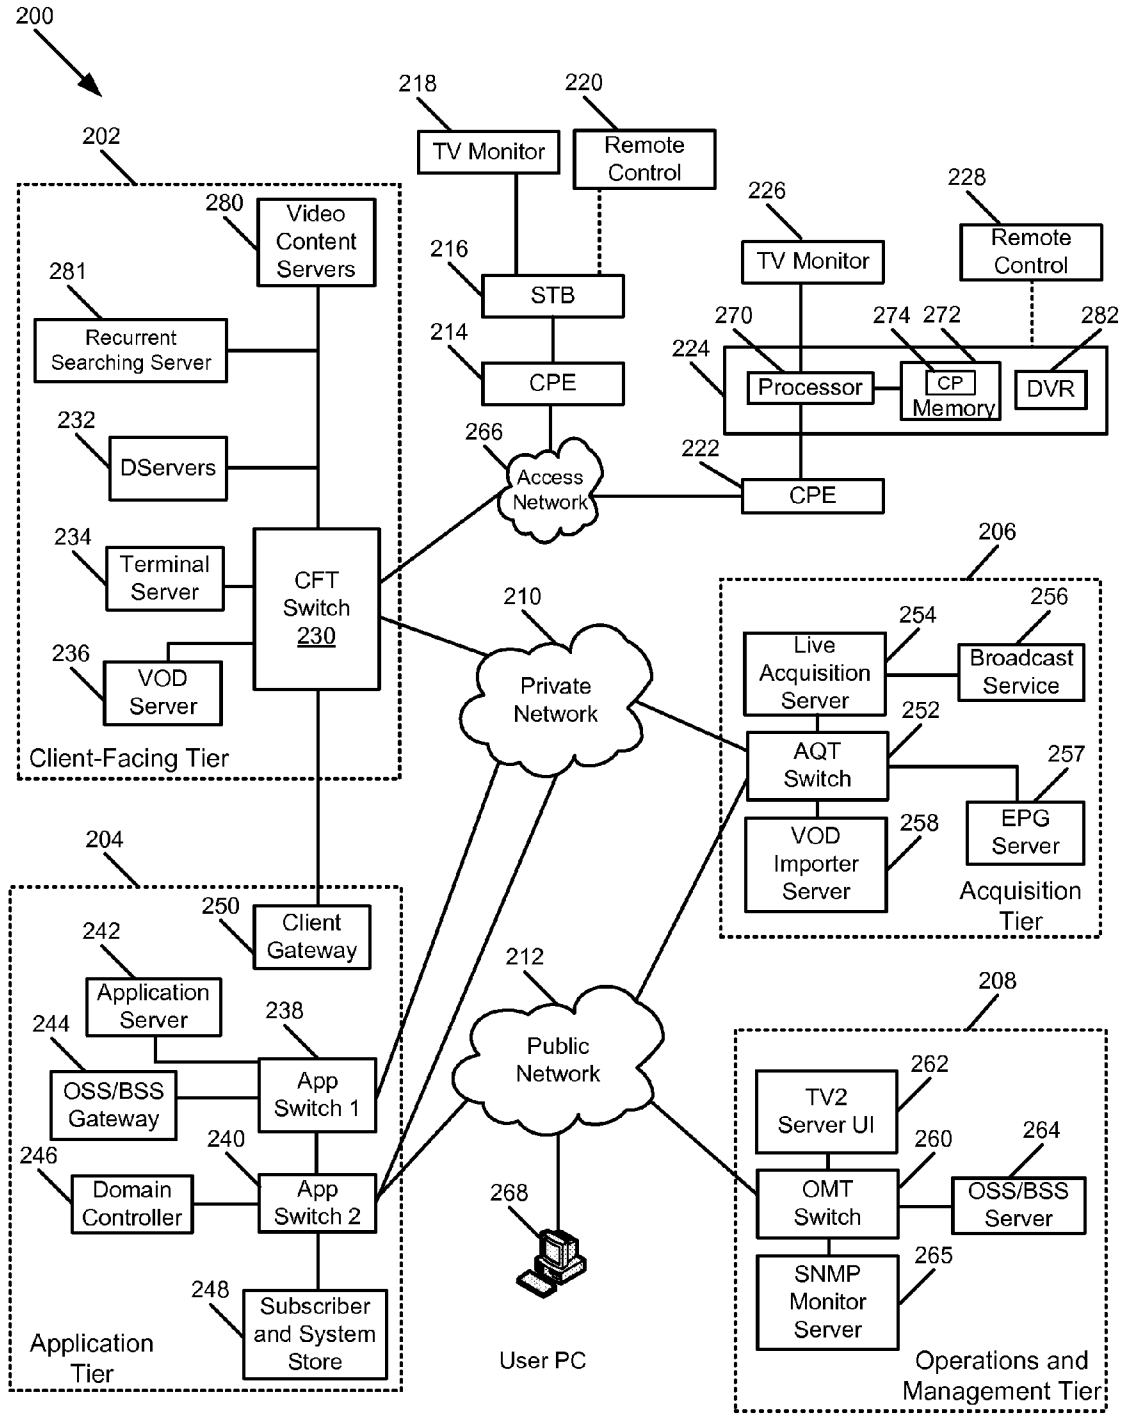 200
202
218
220
TV Monitor
Remote
Control
226
228
280
Video
Content
Servers
216
STB
TV Monitor
Remote
Control
281
Recurrent
Searching Server
214
CPE
270
274
272
282
224
Processor
CP
Memory
DVR
232
DServers
266
Access
Network
222
CPE
234
Terminal
Server
CFT
Switch
230
236
VOD
Server
Client-Facing Tier
210
Private
Network
206
254
256
Live
Acquisition
Server
Broadcast
Service
252
AQT
Switch
257
EPG
Server
258
VOD
Importer
Server
Acquisition
Tier
204
250
Client
Gateway
242
Application
Server
238
244
OSS/BSS
Gateway
App
Switch 1
240
246
Domain
Controller
App
Switch 2
248
Subscriber
and System
Store
Application
Tier
212
Public
Network
268
User PC
208
262
TV2
Server UI
260
264
OMT
Switch
OSS/BSS
Server
265
SNMP
Monitor
Server
Operations and
Management Tier